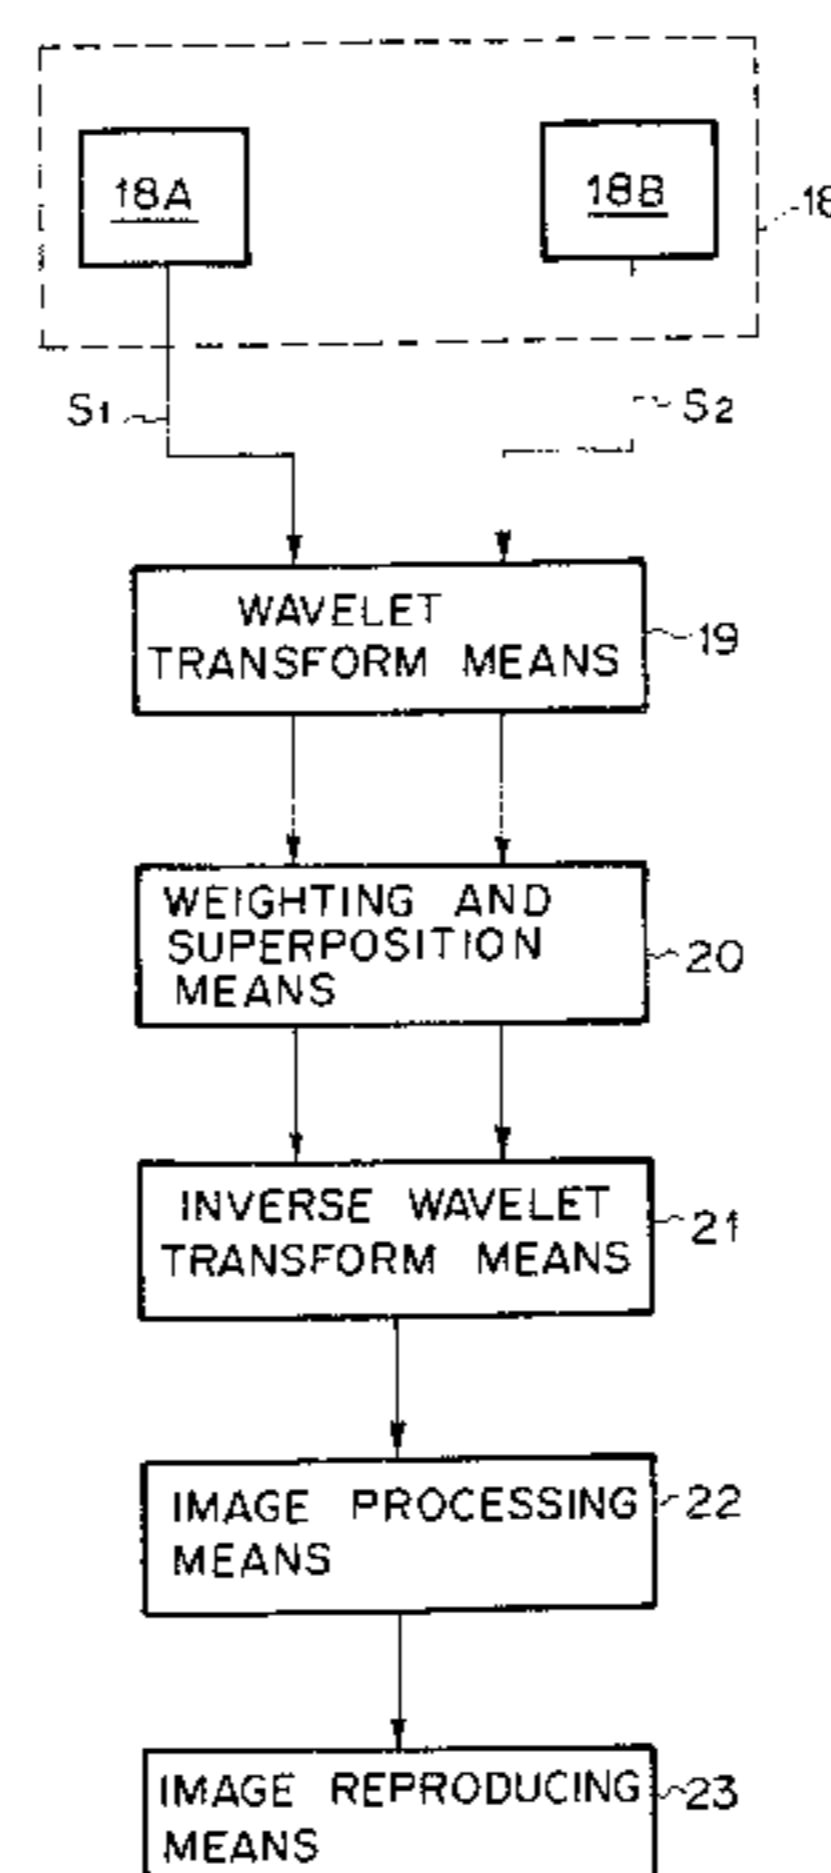 18A
18B
18
S1
S2
WAVELET
TRANSFORM MEANS
19
WEIGHTING AND
SUPERPOSITION
MEANS
20
INVERSE WAVELET
TRANSFORM MEANS
21
IMAGE PROCESSING
MEANS
22
IMAGE REPRODUCING
MEANS
23